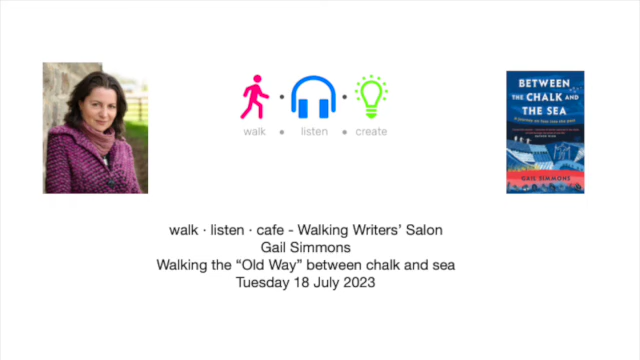 walk • listen • create
BETWEEN
THE CHALK AND
THE SEA
GAIL SIMMONS
walk · listen · cafe - Walking Writers’ Salon
Gail Simmons
Walking the “Old Way” between chalk and sea
Tuesday 18 July 2023